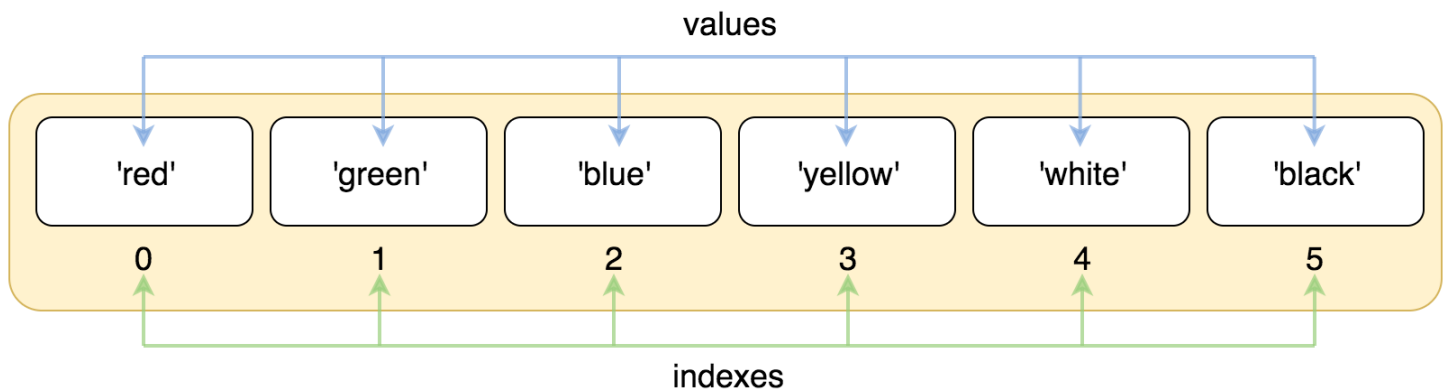 values
'red' 'green' 'blue' 'yellow' 'white' 'black'
0 1 2 3 4 5
indexes